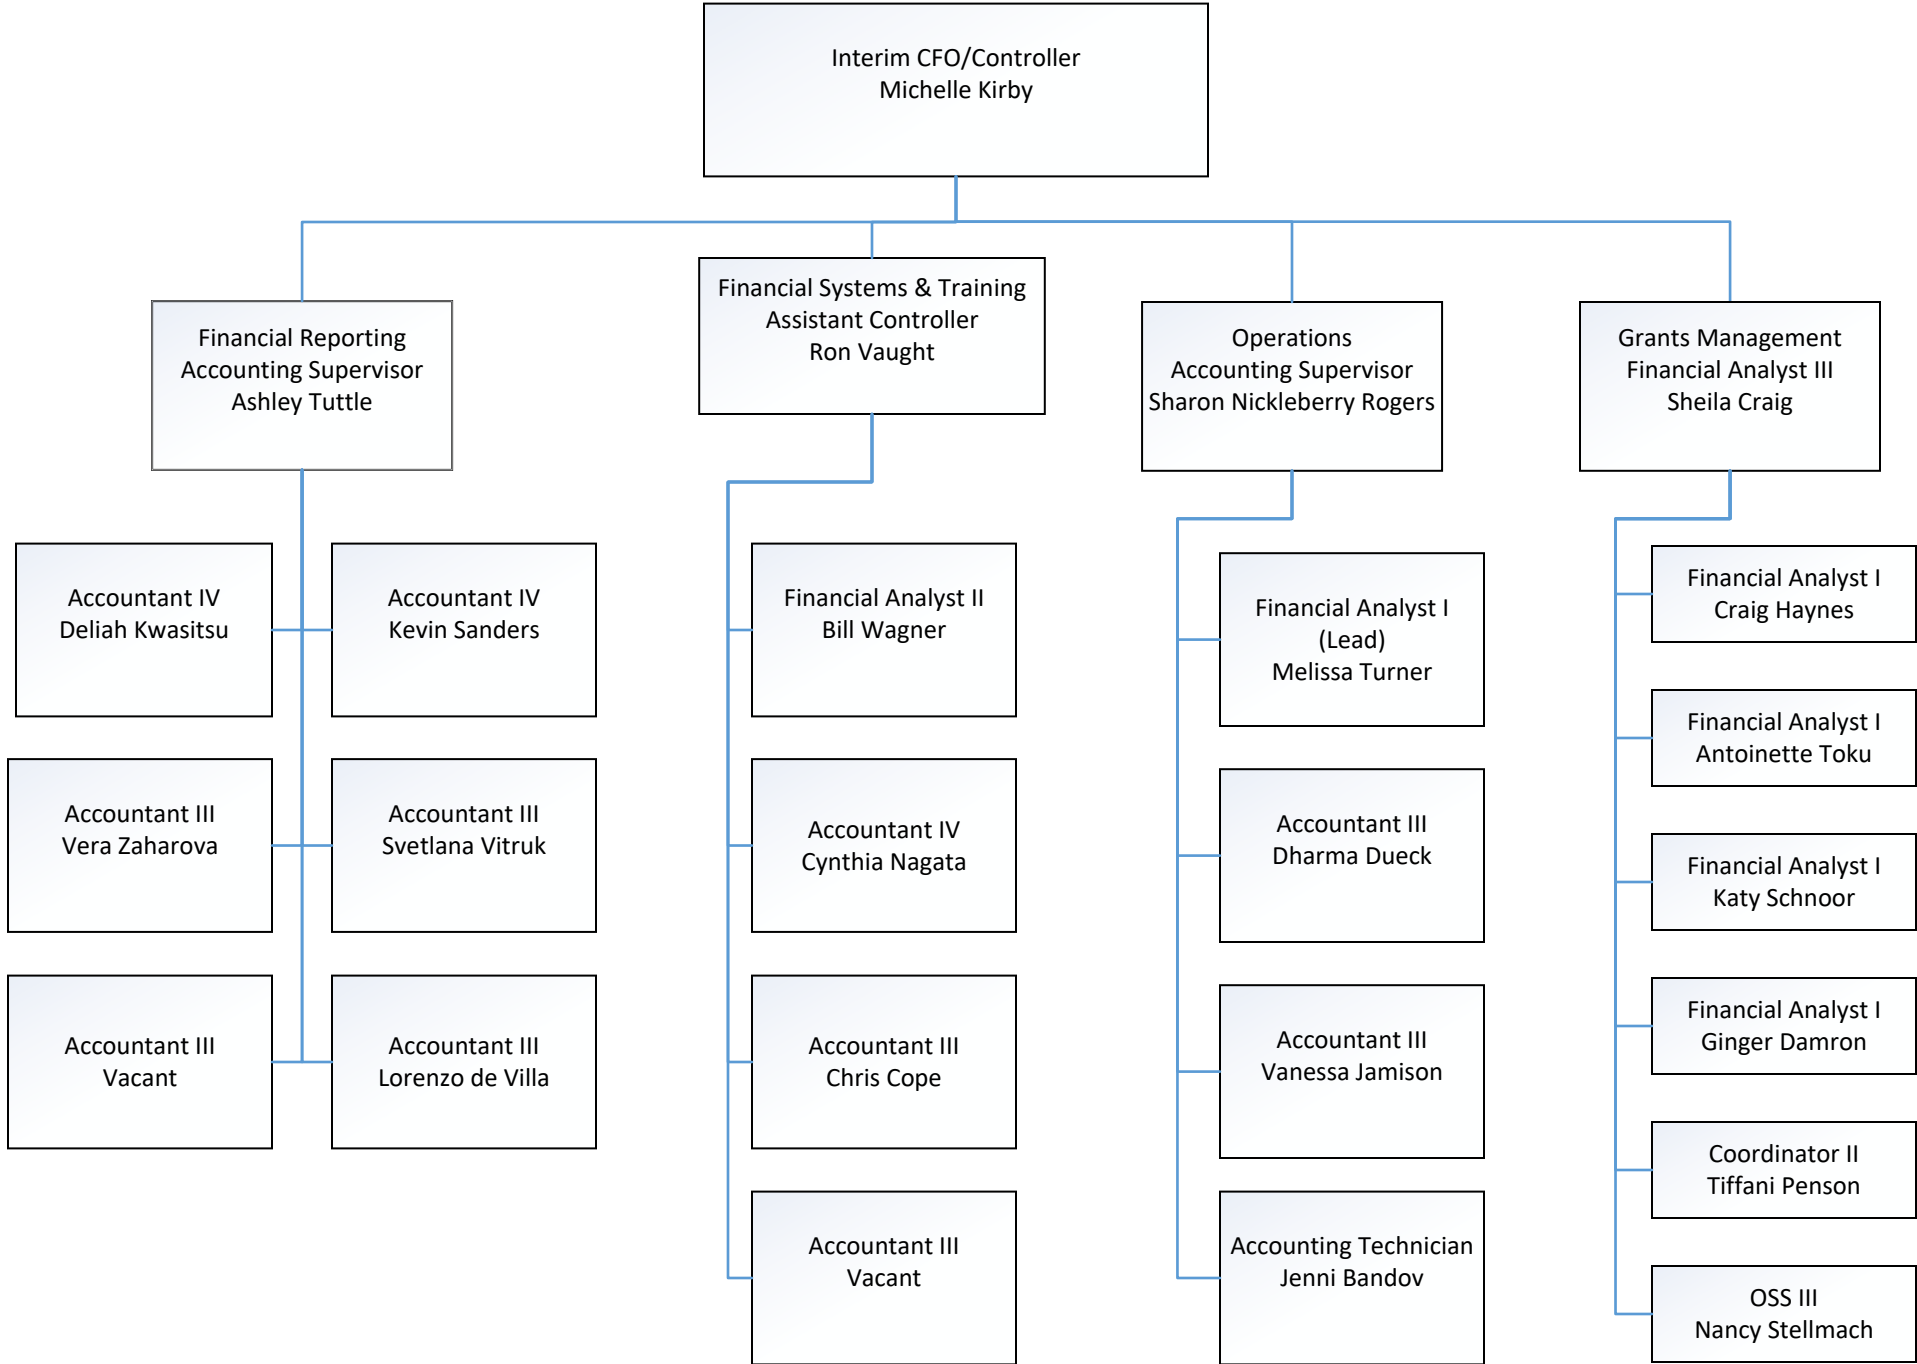 Interim CFO/Controller
Michelle Kirby
Financial Reporting
Accounting Supervisor
Ashley Tuttle
Financial Systems & Training
Assistant Controller
Ron Vaught
Operations
Accounting Supervisor
Sharon Nickleberry Rogers
Grants Management
Financial Analyst III
Sheila Craig
Accountant IV
Deliah Kwasitsu
Accountant IV
Kevin Sanders
Accountant III
Vera Zaharova
Accountant III
Svetlana Vitruk
Accountant III
Vacant
Accountant III
Lorenzo de Villa
Financial Analyst II
Bill Wagner
Accountant IV
Cynthia Nagata
Accountant III
Chris Cope
Accountant III
Vacant
Financial Analyst I
(Lead)
Melissa Turner
Accountant III
Dharma Dueck
Accountant III
Vanessa Jamison
Accounting Technician
Jenni Bandov
Financial Analyst I
Craig Haynes
Financial Analyst I
Antoinette Toku
Financial Analyst I
Katy Schnoor
Financial Analyst I
Ginger Damron
Coordinator II
Tiffani Penson
OSS III
Nancy Stellmach